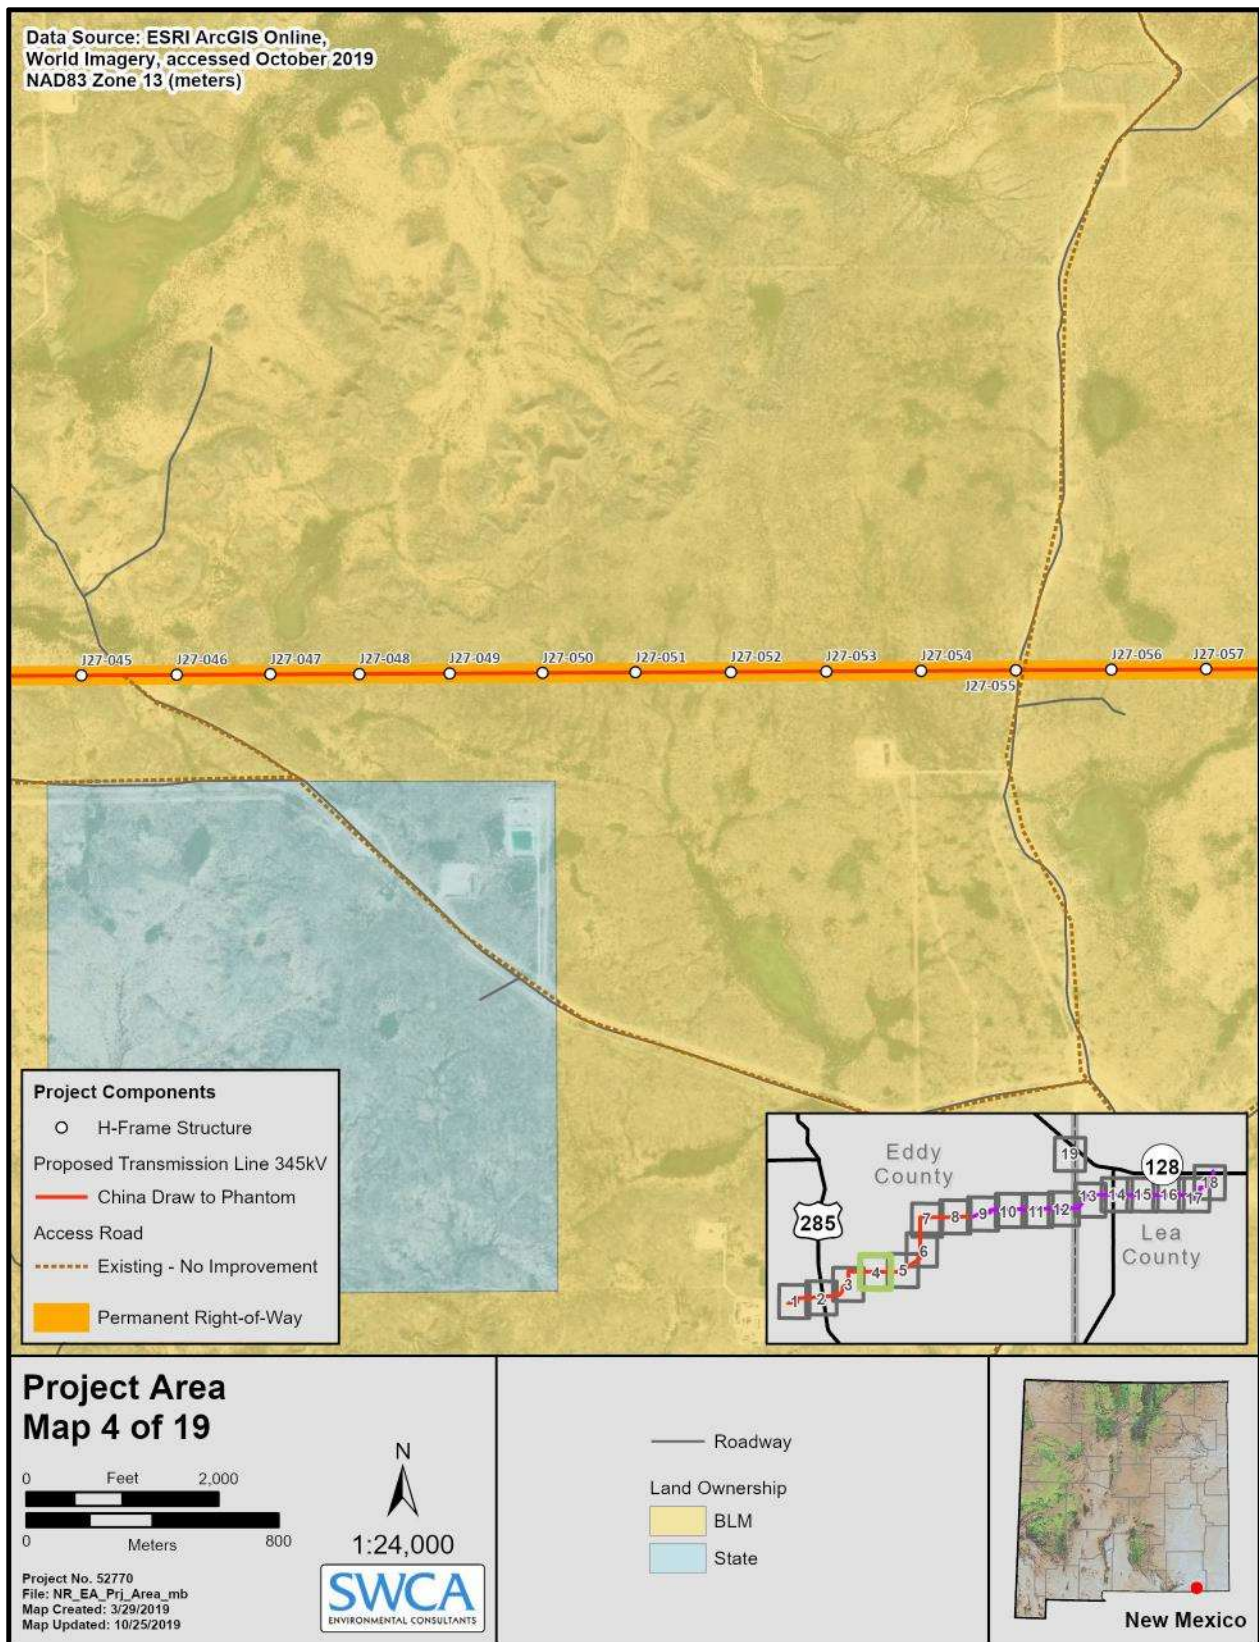 Data Source: ESRI ArcGIS Online,
World Imagery, accessed October 2019
NAD83 Zone 13 (meters)
J27-045
J27-046
J27-047
J27-048
J27-049
J27-050
J27-051
J27-052
J27-053
J27-054
J27-055
J27-056
J27-057
Project Components
H-Frame Structure
Proposed Transmission Line 345kV
China Draw to Phantom
Access Road
Existing - No Improvement
Permanent Right-of-Way
Eddy
County
285
128
Lea
County
1
2
3
4
5
6
7
8
9
10
11
12
13
14
15
16
17
18
19
Project Area
Map 4 of 19
0 Feet 2,000
0 Meters 800
N
1:24,000
Project No. 52770
File: NR_EA_Prj_Area_mb
Map Created: 3/29/2019
Map Updated: 10/25/2019
SWCA
ENVIRONMENTAL CONSULTANTS
Roadway
Land Ownership
BLM
State
New Mexico